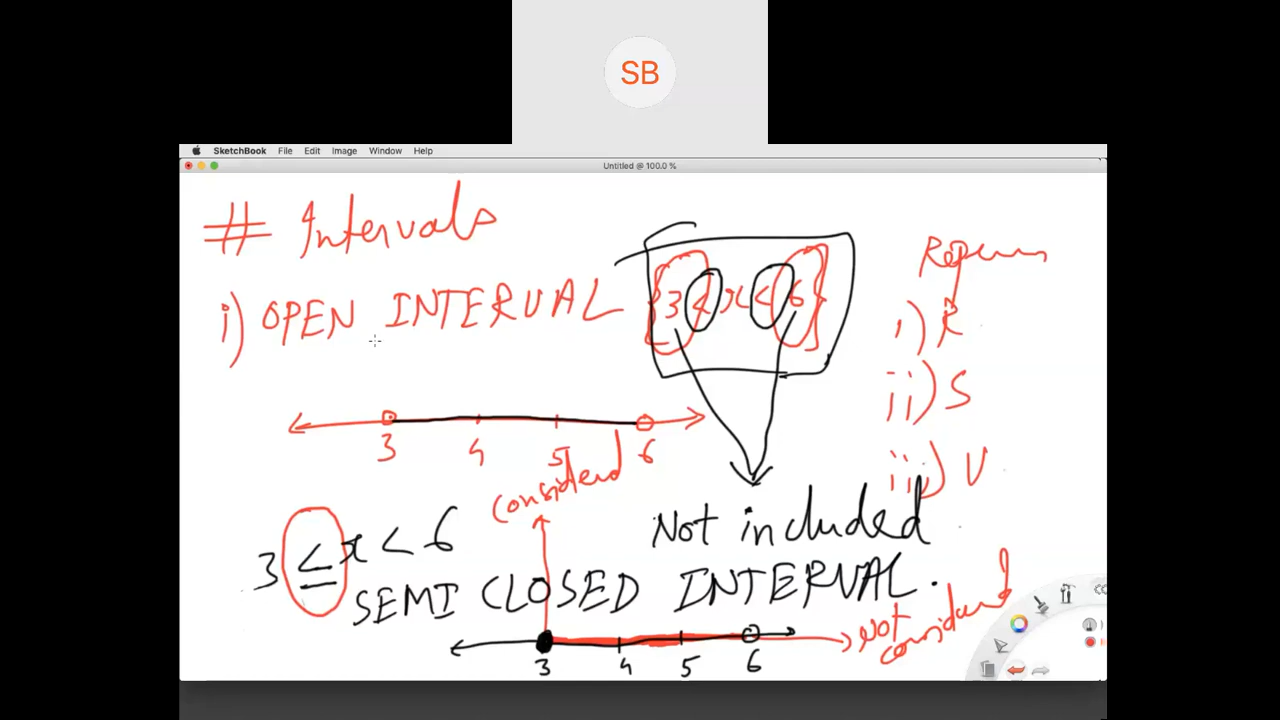 SB
SketchBook File Edit Image Window Help
Untitled @ 100.0 %
# Intervals
i) OPEN INTERVAL {3 < x < 6}
i) R
ii) S
iii) V
3 4 5 6
considered
Not included
3 ≤ x < 6
SEMI CLOSED INTERVAL.
Not considered
3 4 5 6